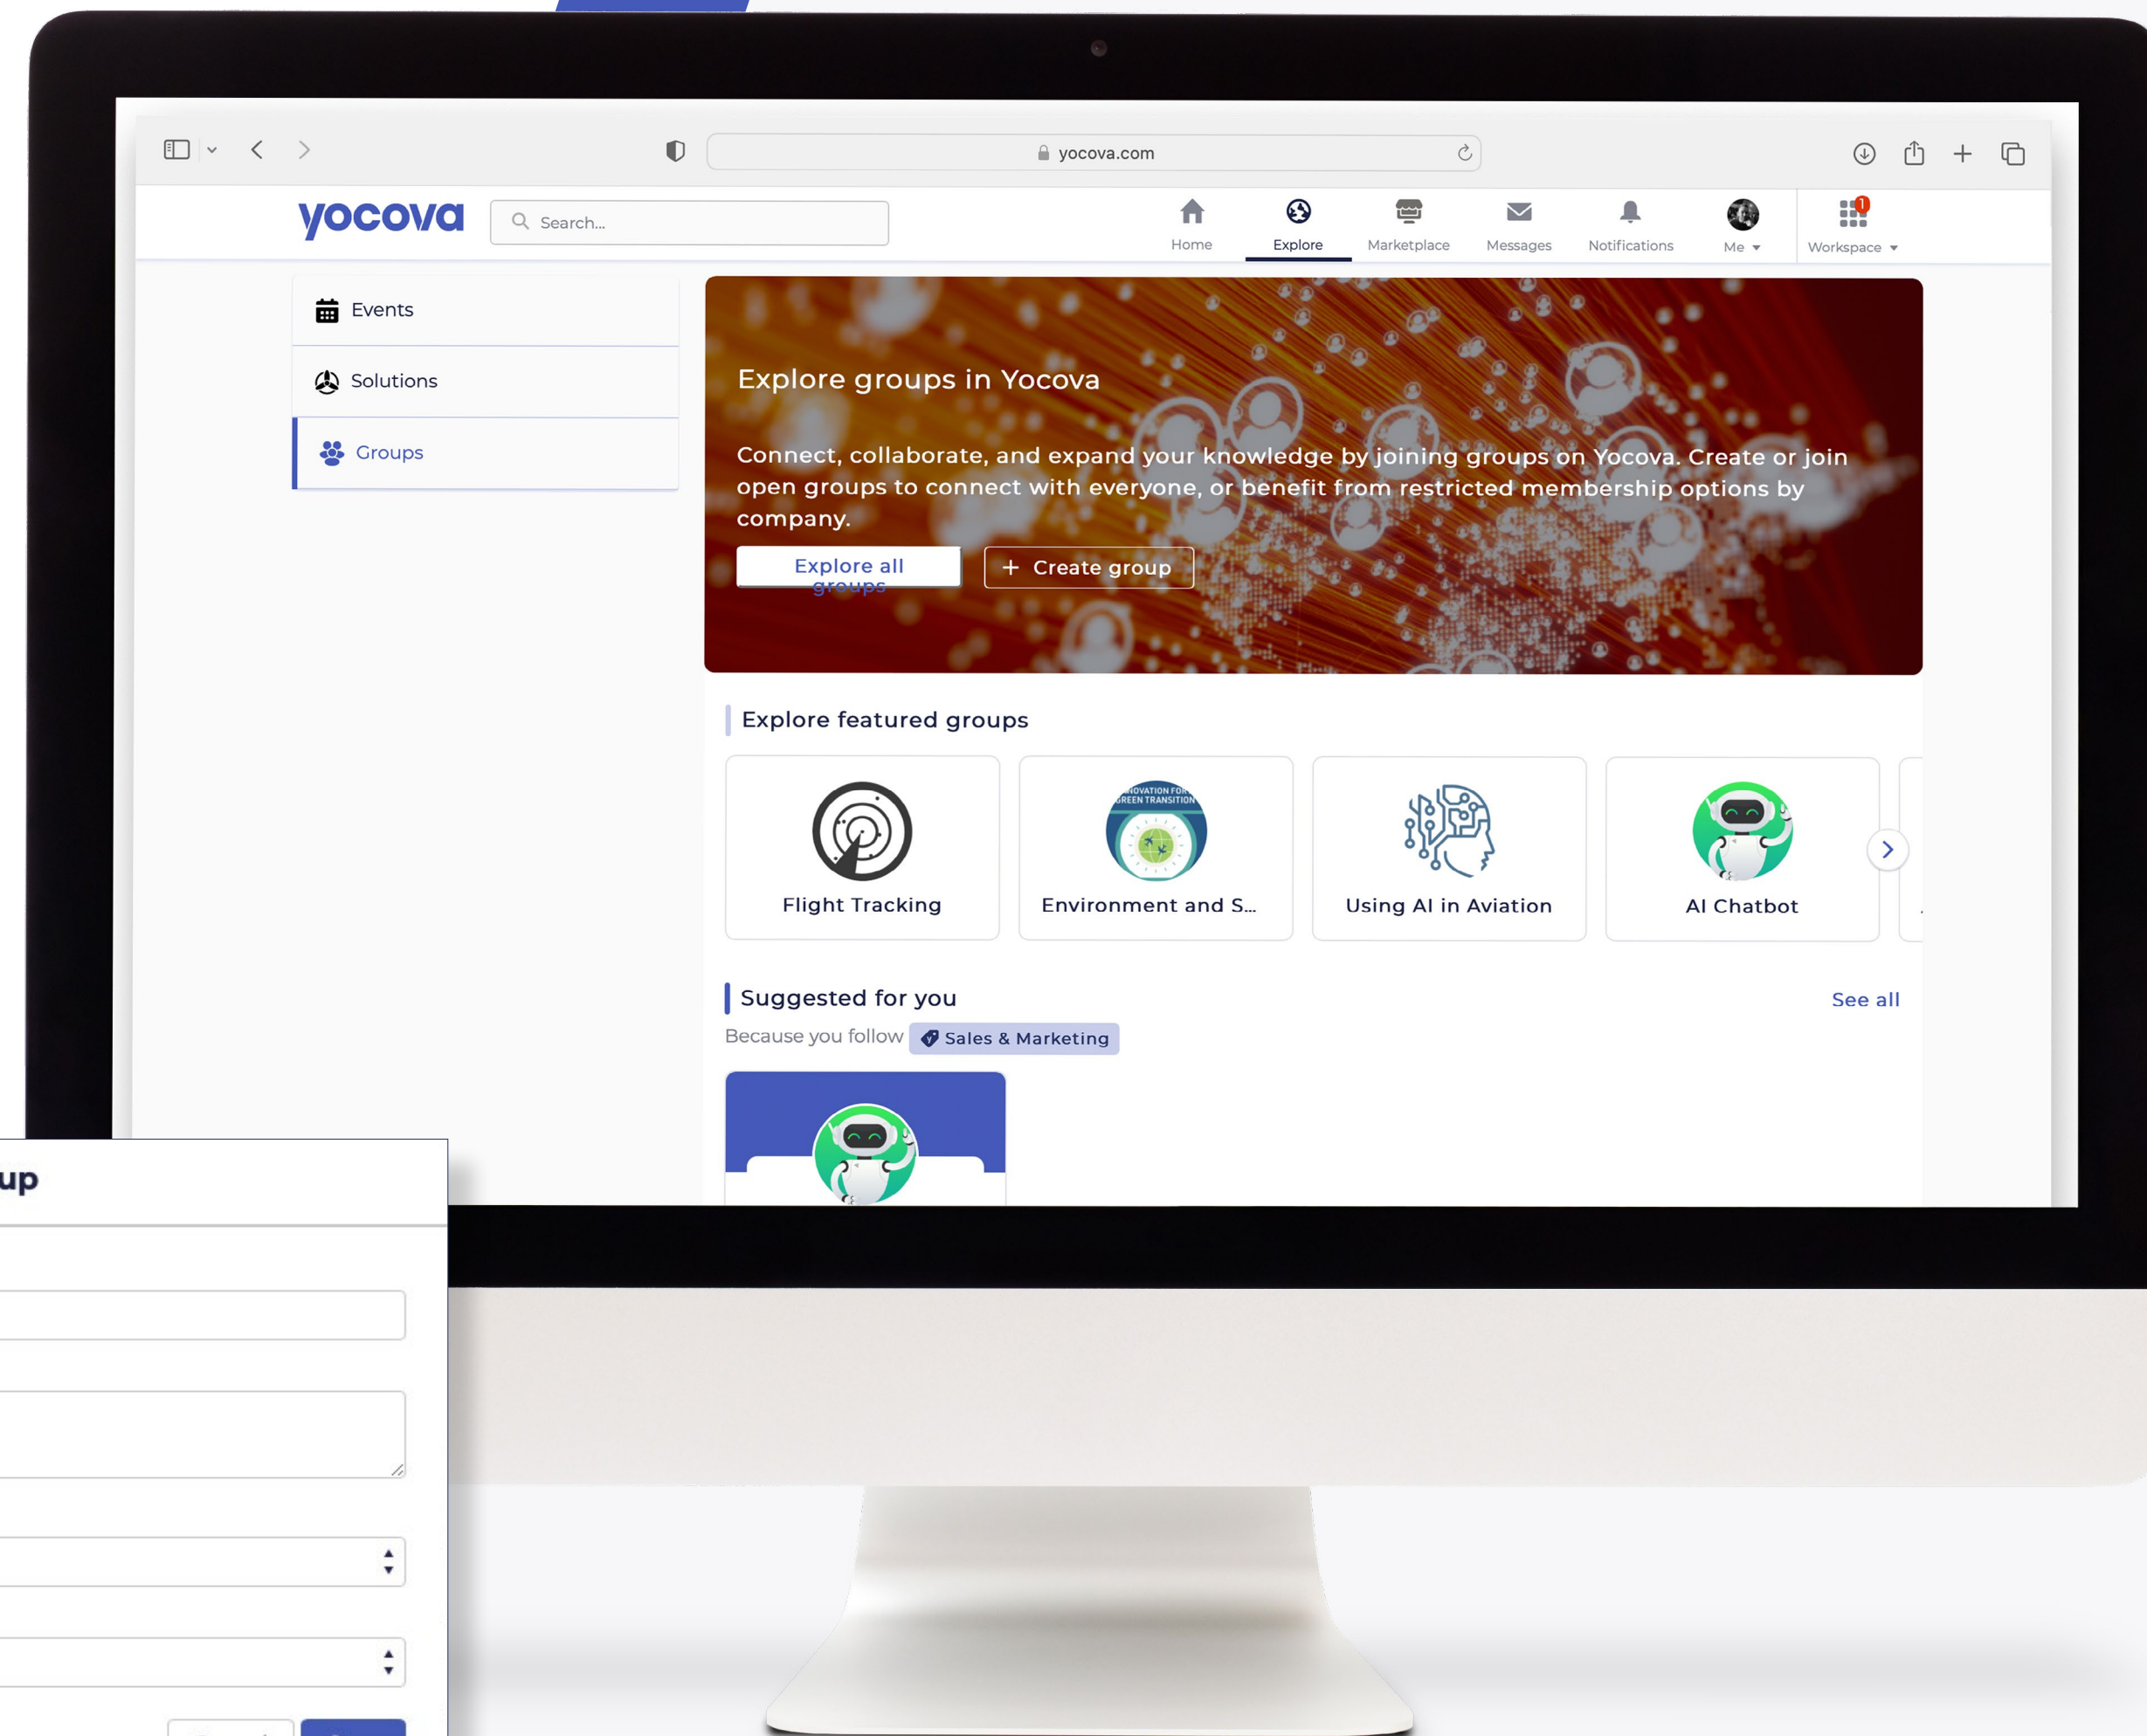 yocova.com
yocova
Search...
Home
Explore
Marketplace
Messages
Notifications
Me
1
Workspace
Events
Solutions
Groups
Explore groups in Yocova
Connect, collaborate, and expand your knowledge by joining groups on Yocova. Create or join
open groups to connect with everyone, or benefit from restricted membership options by
company.
Explore all
groups
+ Create group
Explore featured groups
Flight Tracking
Environment and S...
Using AI in Aviation
AI Chatbot
Suggested for you
See all
Because you follow
Sales & Marketing